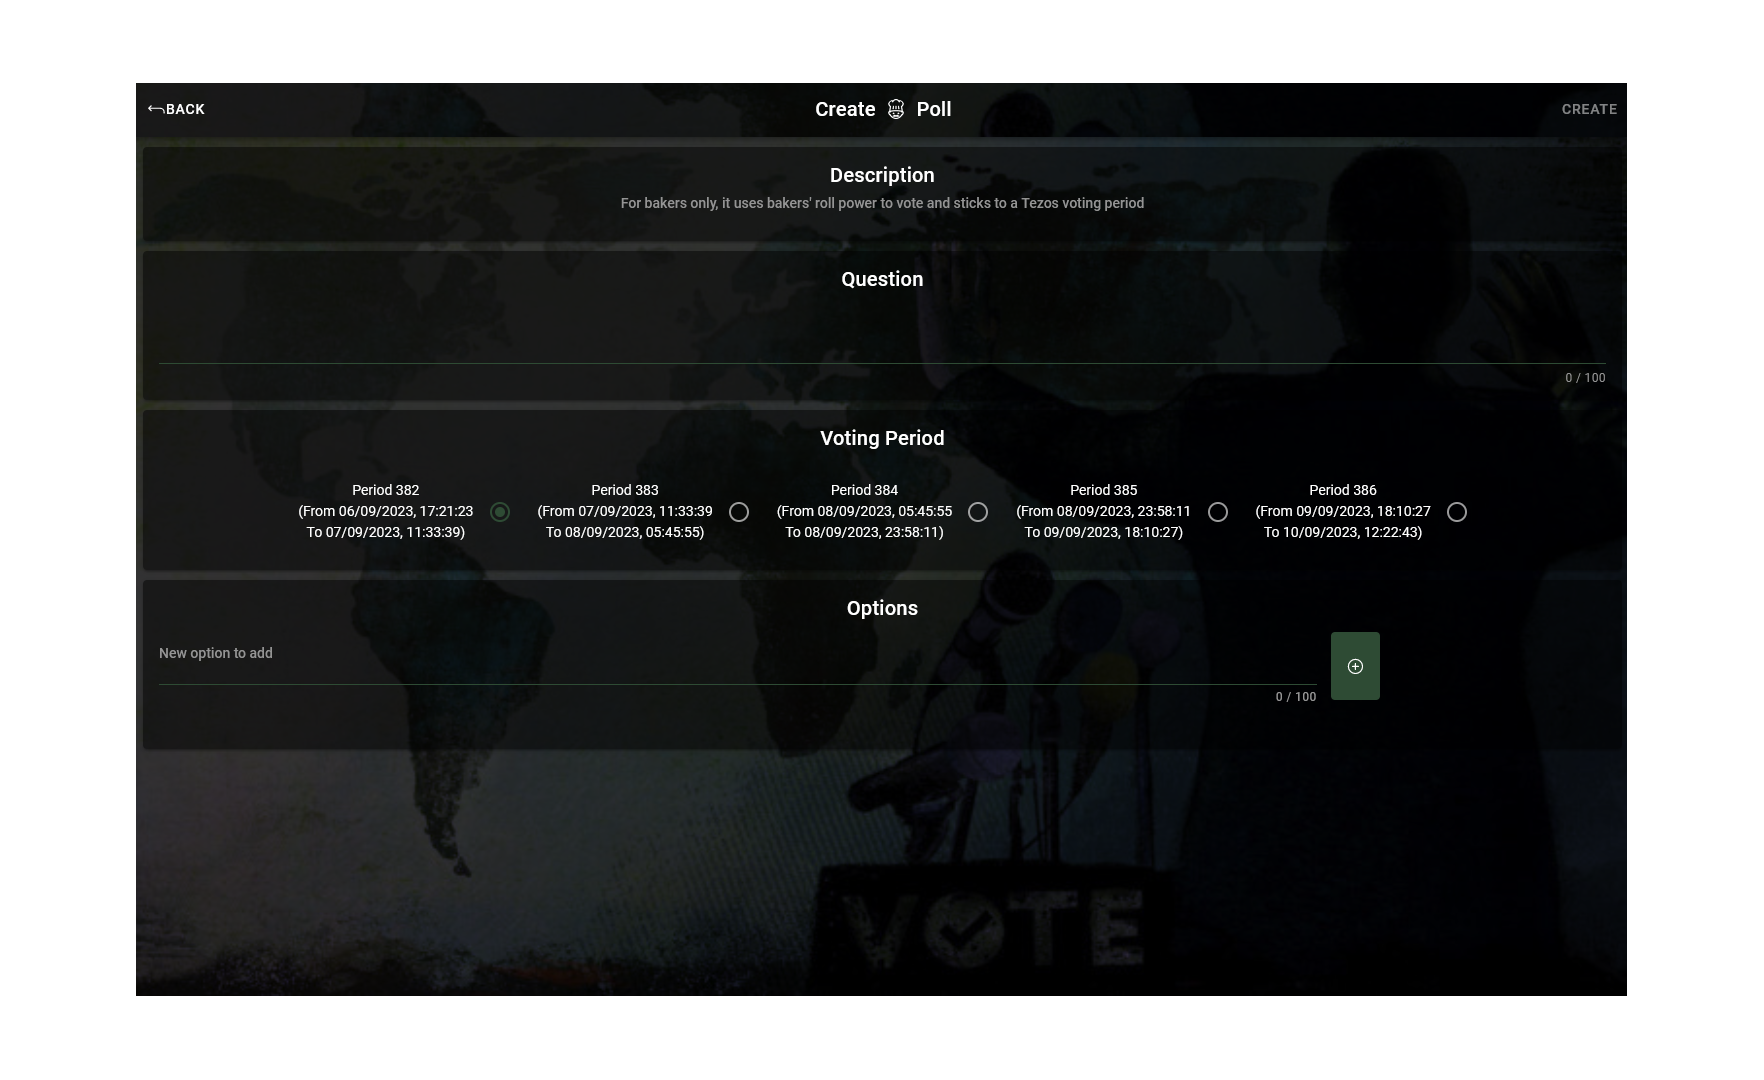 BACK
Create Poll
CREATE
Description
For bakers only, it uses bakers' roll power to vote and sticks to a Tezos voting period
Question
0 / 100
Voting Period
Period 382
(From 06/09/2023, 17:21:23
To 07/09/2023, 11:33:39)
Period 383
(From 07/09/2023, 11:33:39
To 08/09/2023, 05:45:55)
Period 384
(From 08/09/2023, 05:45:55
To 08/09/2023, 23:58:11)
Period 385
(From 08/09/2023, 23:58:11
To 09/09/2023, 18:10:27)
Period 386
(From 09/09/2023, 18:10:27
To 10/09/2023, 12:22:43)
Options
New option to add
0 / 100
VOTE